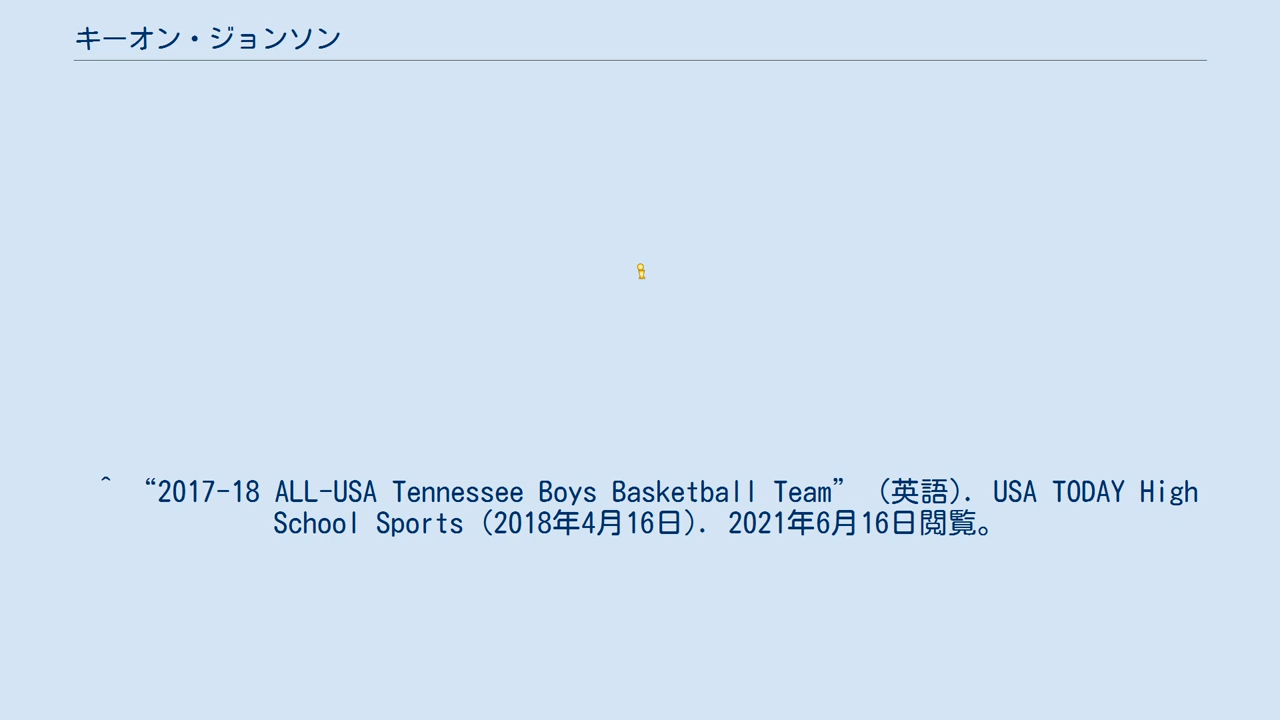 キーオン・ジョンソン
^ “2017-18 ALL-USA Tennessee Boys Basketball Team” (英語). USA TODAY High
School Sports (2018年4月16日). 2021年6月16日閲覧。